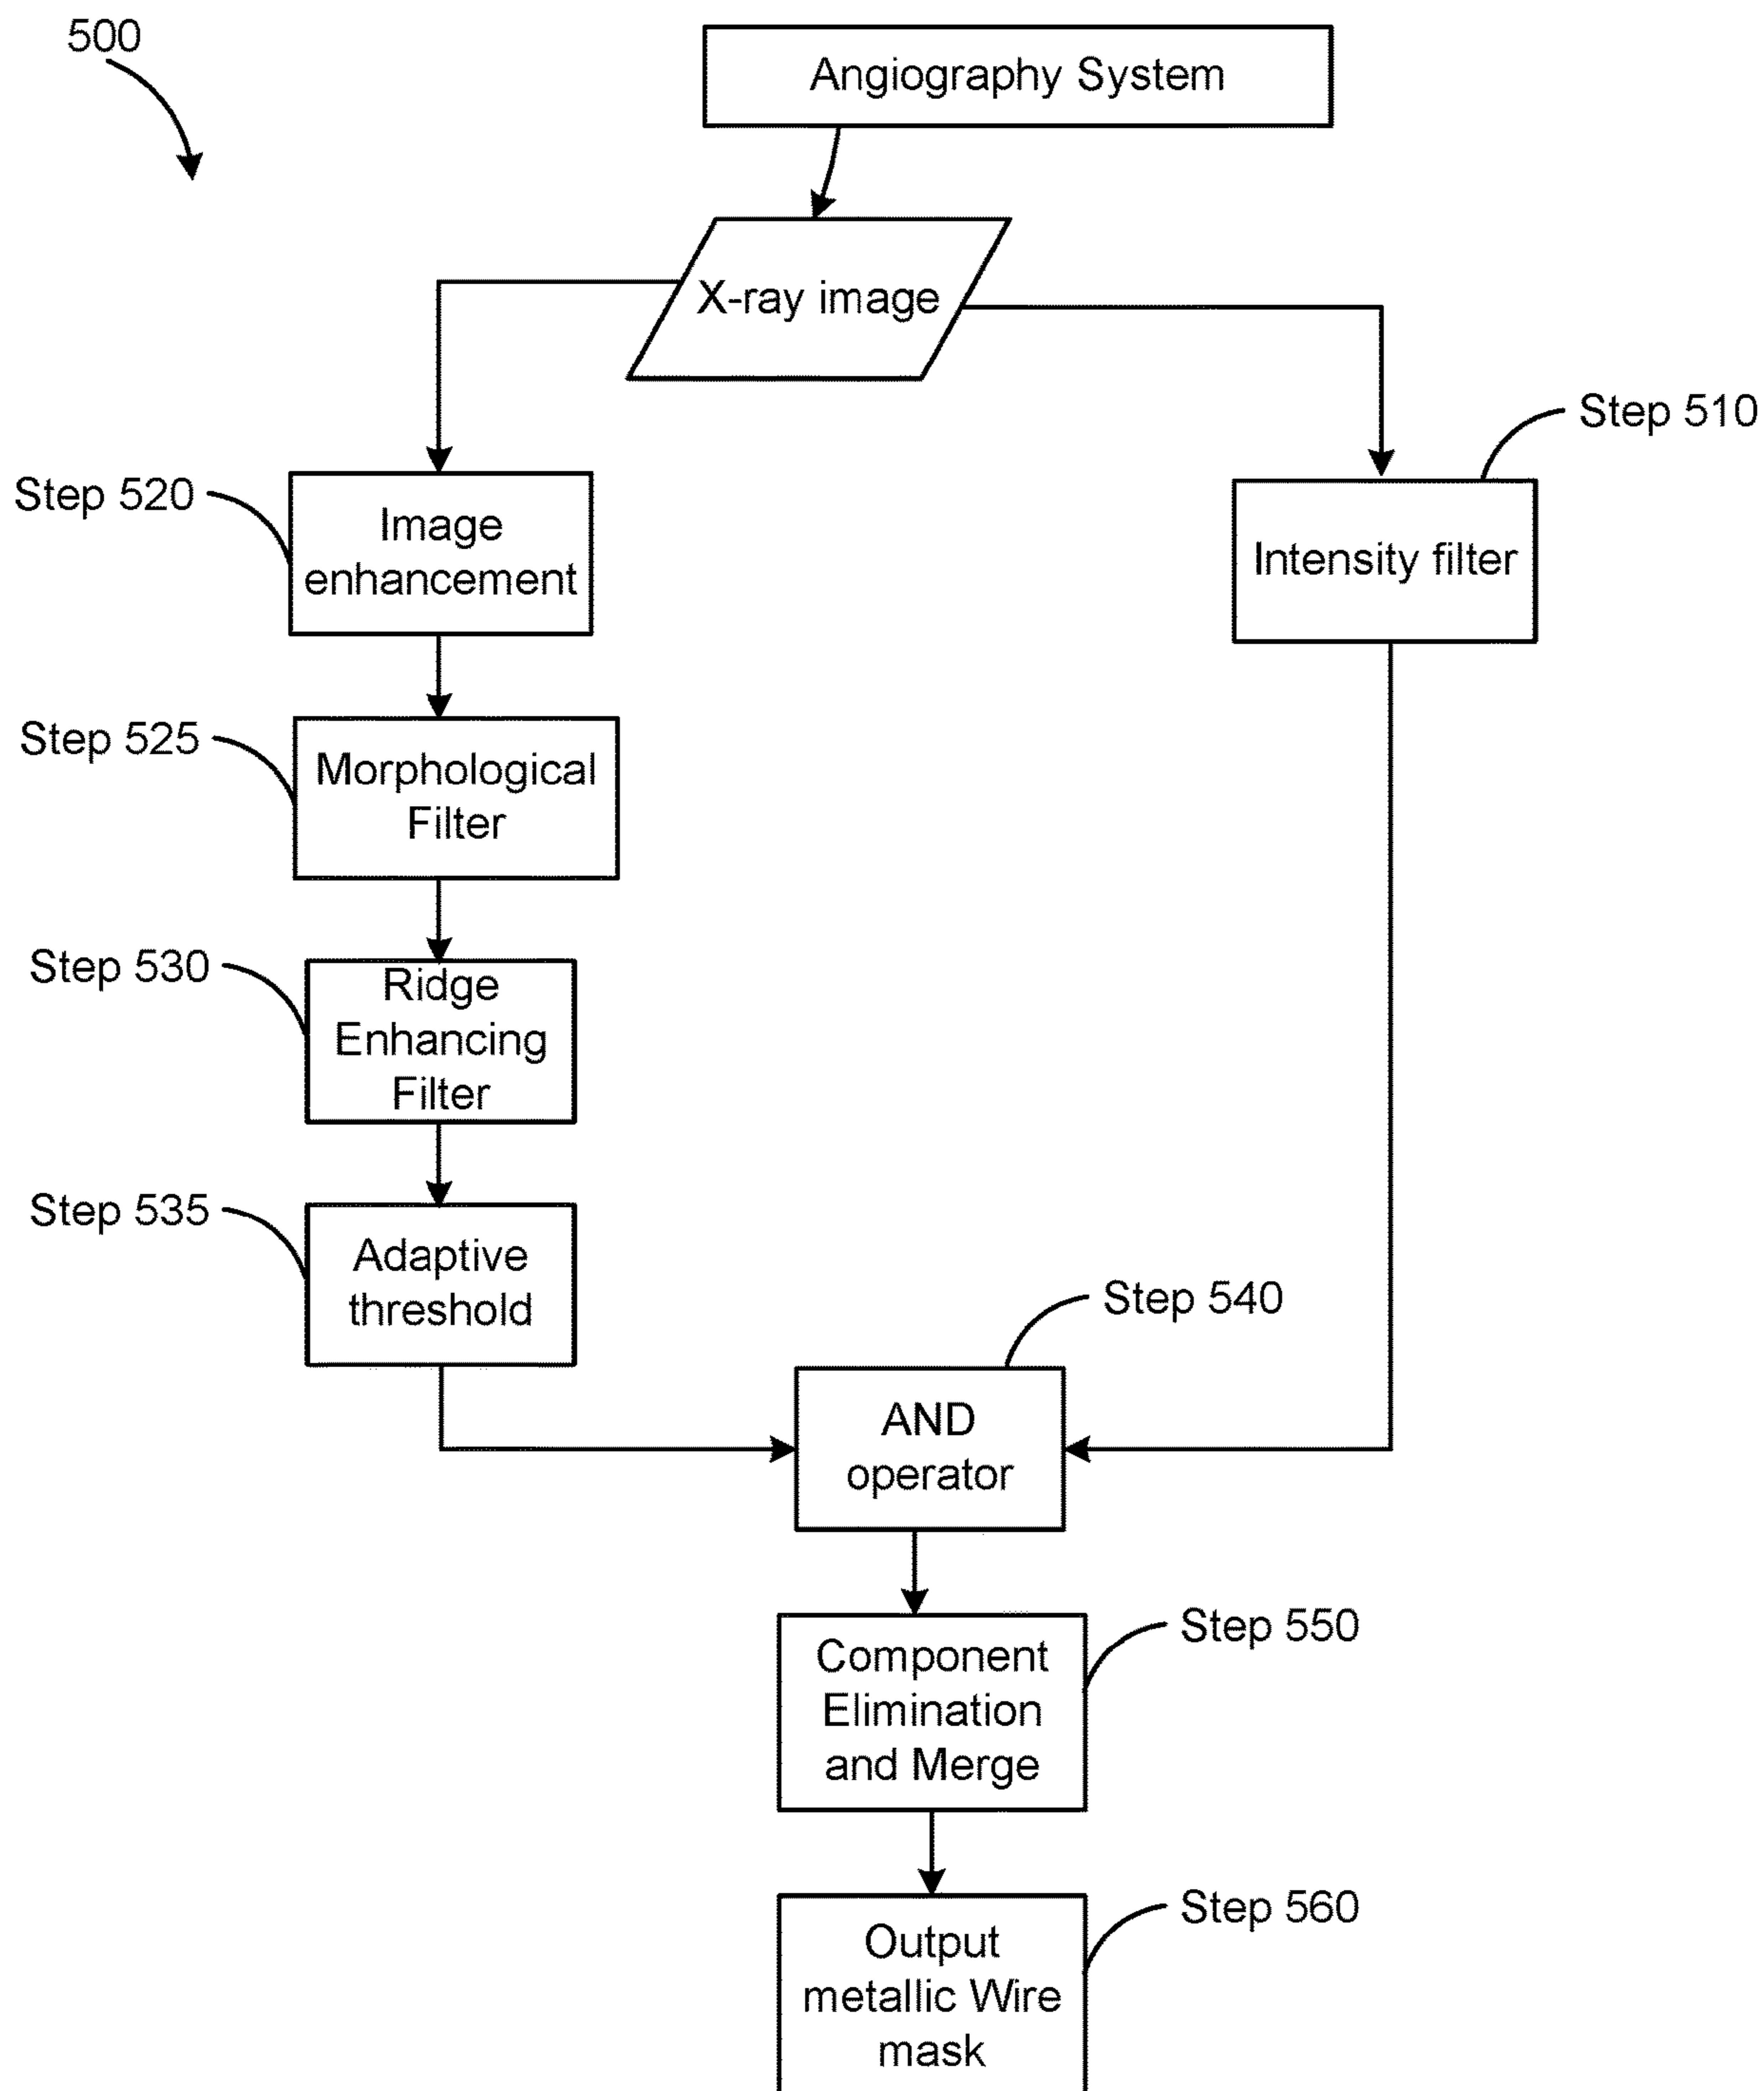 500
Angiography System
X-ray image
Step 510
Intensity filter
Step 520
Image
enhancement
Step 525
Morphological
Filter
Step 530
Ridge
Enhancing
Filter
Step 535
Adaptive
threshold
Step 540
AND
operator
Step 550
Component
Elimination
and Merge
Step 560
Output
metallic Wire
mask